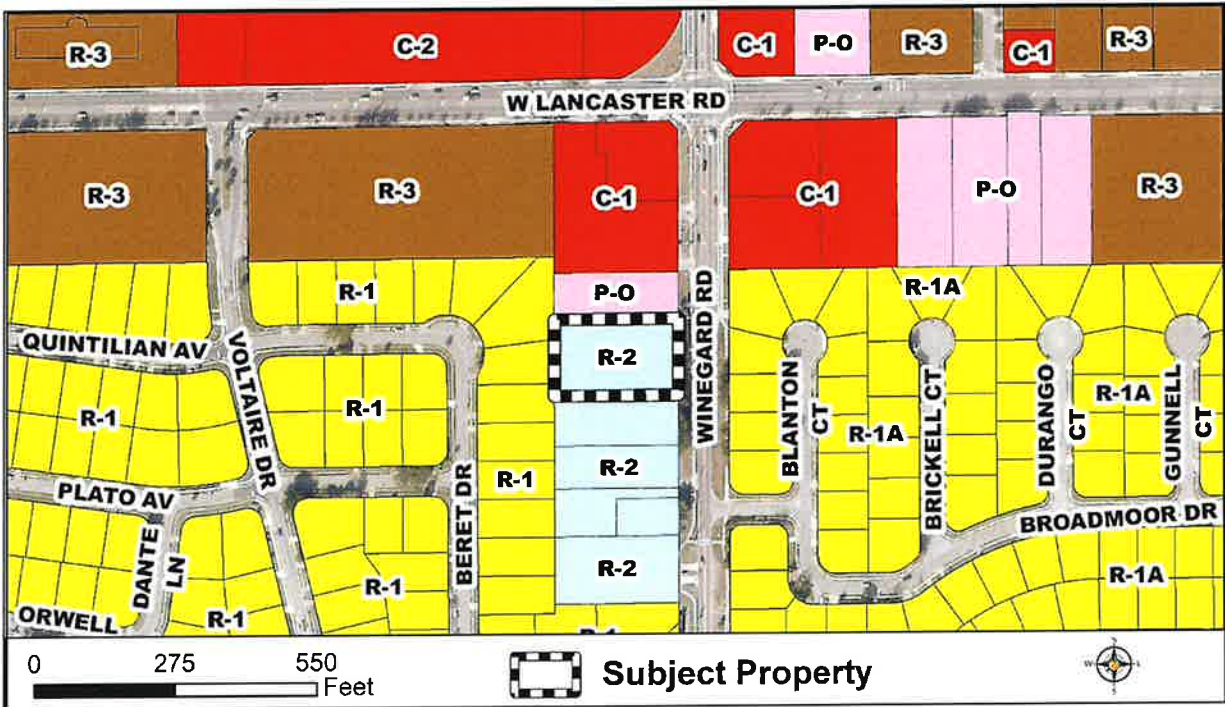 R-3
C-2
C-1
P-O
R-3
C-1
R-3
W LANCASTER RD
R-3
R-3
C-1
C-1
P-O
R-3
R-1
P-O
R-1A
QUINTILIAN AV
VOLTAIRE DR
R-2
WINEGARD RD
R-1
R-1
BLANTON
CT
R-1A
BRICKELL CT
DURANGO
CT
R-1A
GUNNELL
CT
PLATO AV
BERET DR
R-1
R-2
DANTE
LN
R-1
R-2
BROADMOOR DR
R-1A
ORWELL
R-1
0 275 550
Feet
Subject Property